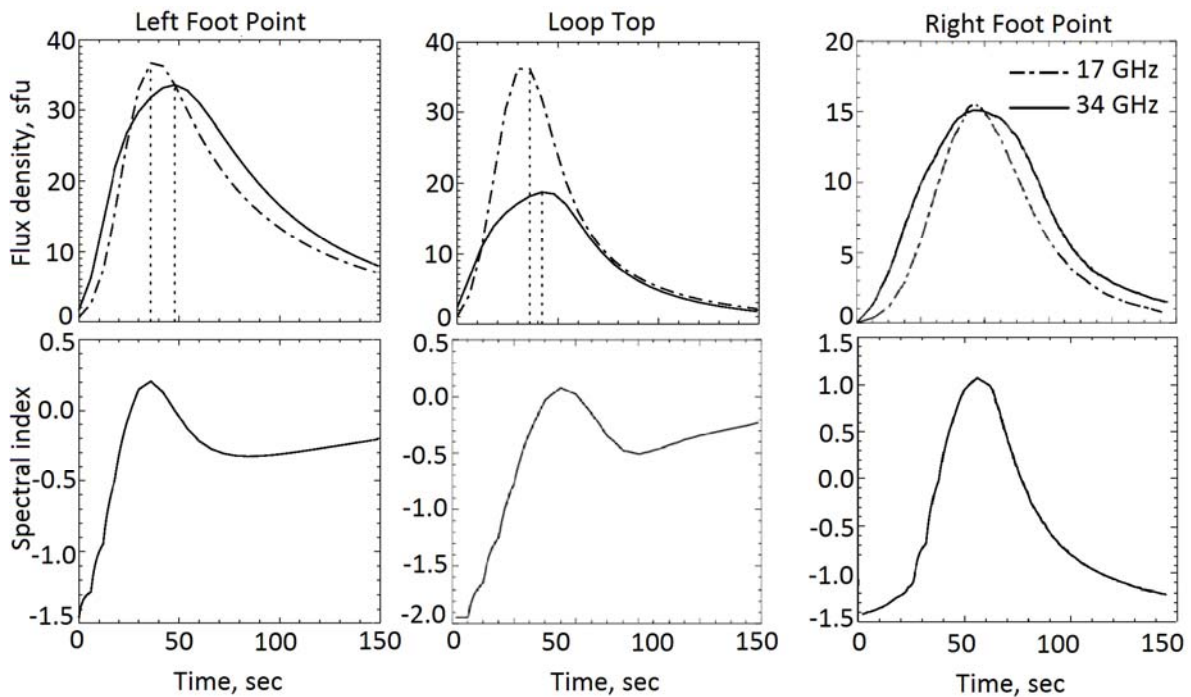 Left Foot Point
Loop Top
Right Foot Point
Flux density, sfu
40
30
20
10
0
40
30
20
10
0
20
15
10
5
0
17 GHz
34 GHz
Spectral index
0.5
0.0
-0.5
-1.0
-1.5
0.5
0.0
-0.5
-1.0
-1.5
-2.0
1.5
1.0
0.5
0.0
-0.5
-1.0
-1.5
0 50 100 150
0 50 100 150
0 50 100 150
Time, sec
Time, sec
Time, sec